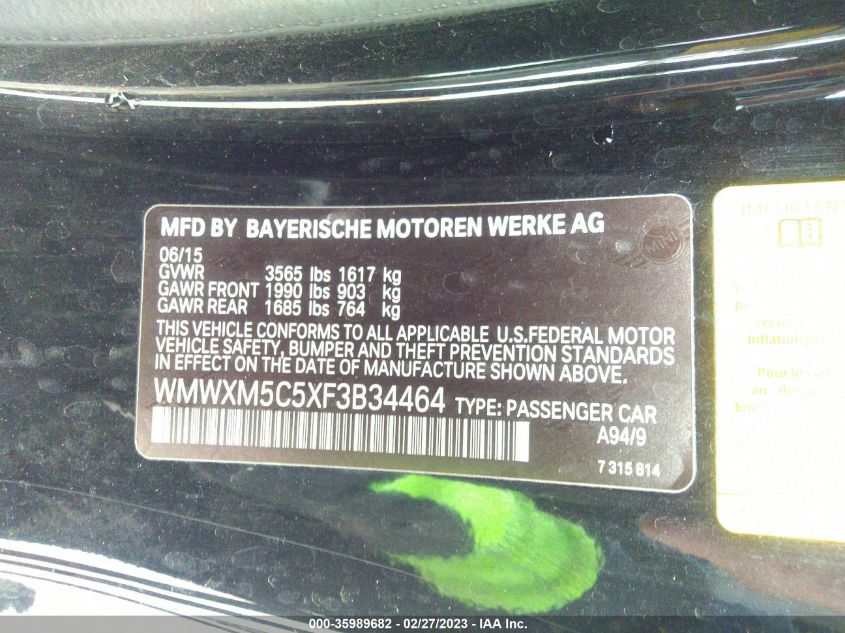 MFD BY BAYERISCHE MOTOREN WERKE AG
MINI
06/15
GVWR 3565 lbs 1617 kg
GAWR FRONT 1990 lbs 903 kg
GAWR REAR 1685 lbs 764 kg
THIS VEHICLE CONFORMS TO ALL APPLICABLE U.S.FEDERAL MOTOR
VEHICLE SAFETY, BUMPER AND THEFT PREVENTION STANDARDS
IN EFFECT ON THE DATE OF MANUFACTURE SHOWN ABOVE.
WMWXM5C5XF3B34464 TYPE: PASSENGER CAR
A94/9
7 315 814
IMPORTANT
inflation
Pour
au
000-35989682 - 02/27/2023 - IAA Inc.